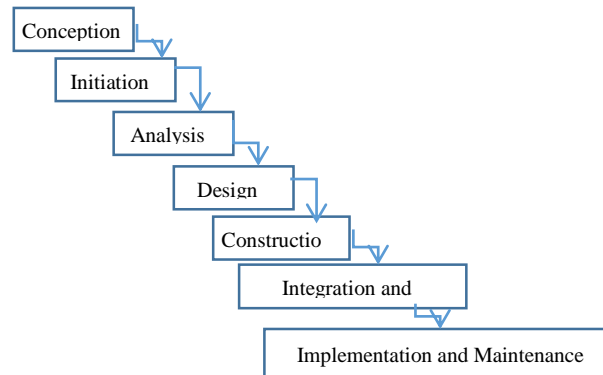 Conception
Initiation
Analysis
Design
Constructio
Integration and
Implementation and Maintenance